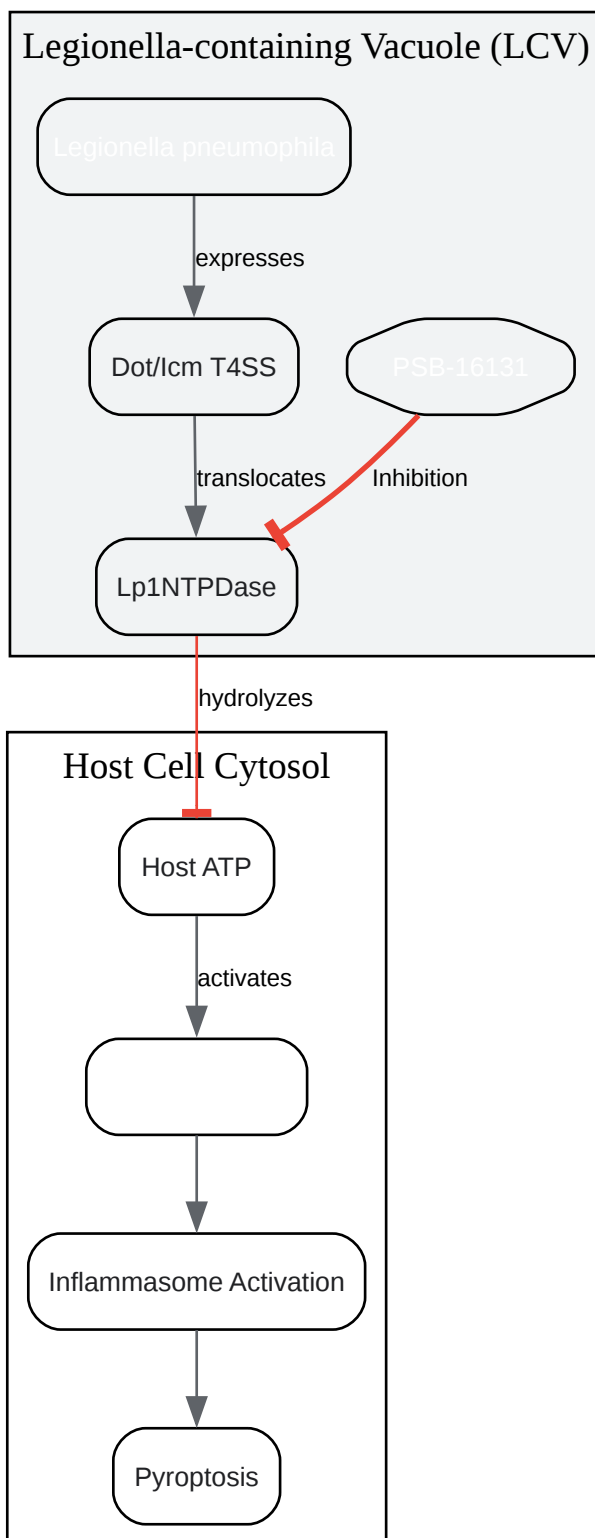 Legionella-containing Vacuole (LCV)
Legionella pneumophila
expresses
Dot/Icm T4SS
PSB-16131
translocates
Inhibition
Lp1NTPDase
hydrolyzes
Host Cell Cytosol
Host ATP
activates
Inflammasome Activation
Pyroptosis